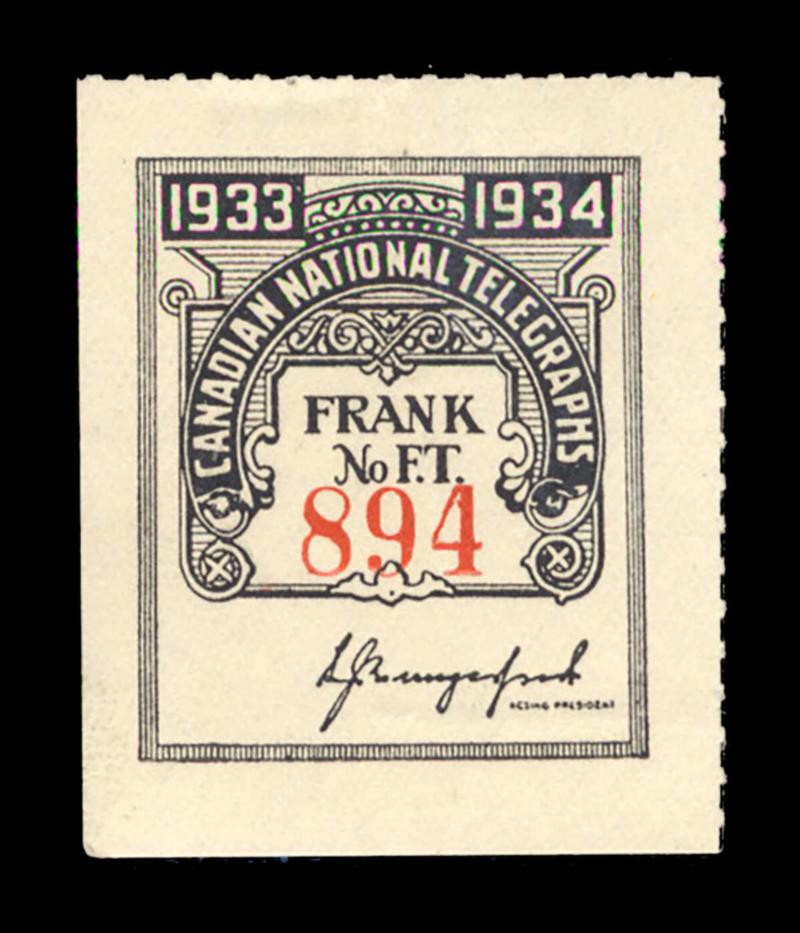 1933 1934
CANADIAN NATIONAL TELEGRAPHS
FRANK
No F.T.
894
ACTING PRESIDENT